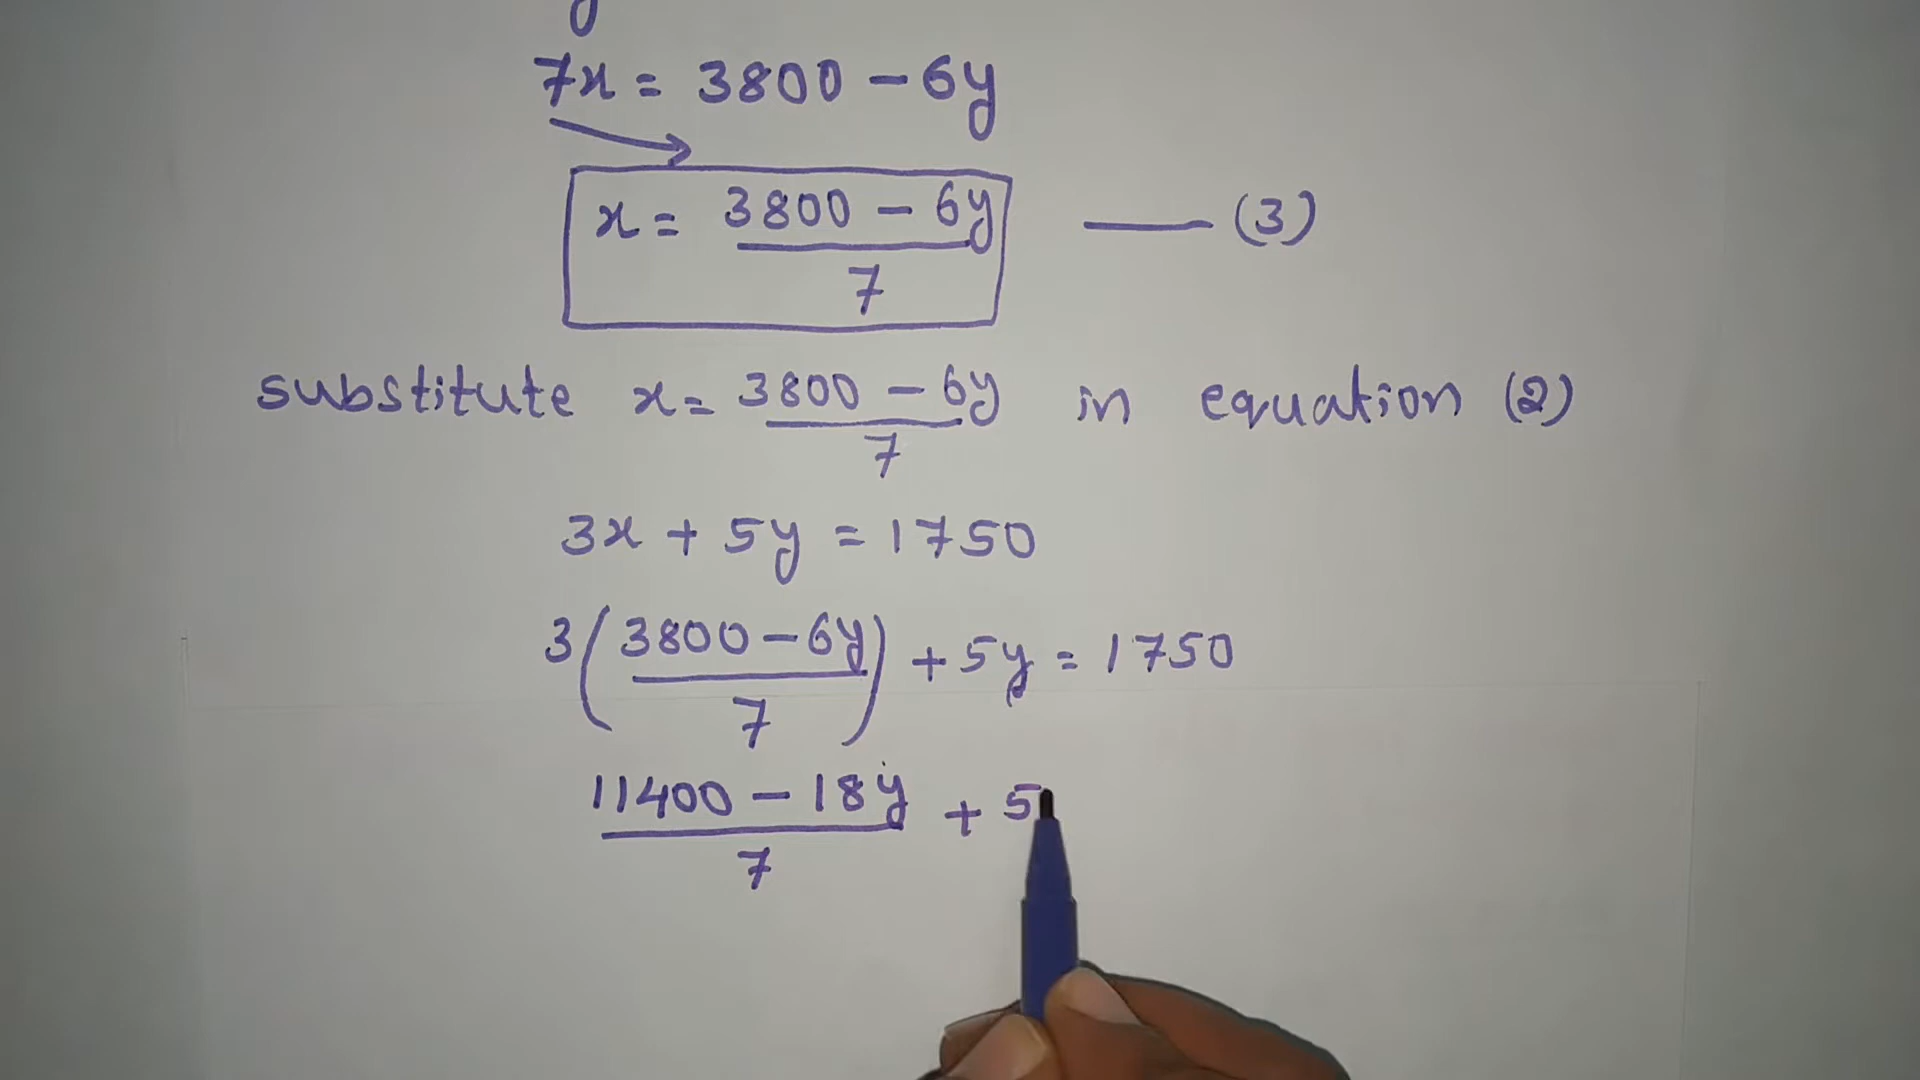 7x = 3800 - 6y
x = 3800 - 6y / 7 —— (3)
substitute x = 3800 - 6y / 7 in equation (2)
3x + 5y = 1750
3 ( 3800 - 6y / 7 ) + 5y = 1750
11400 - 18y / 7 + 5